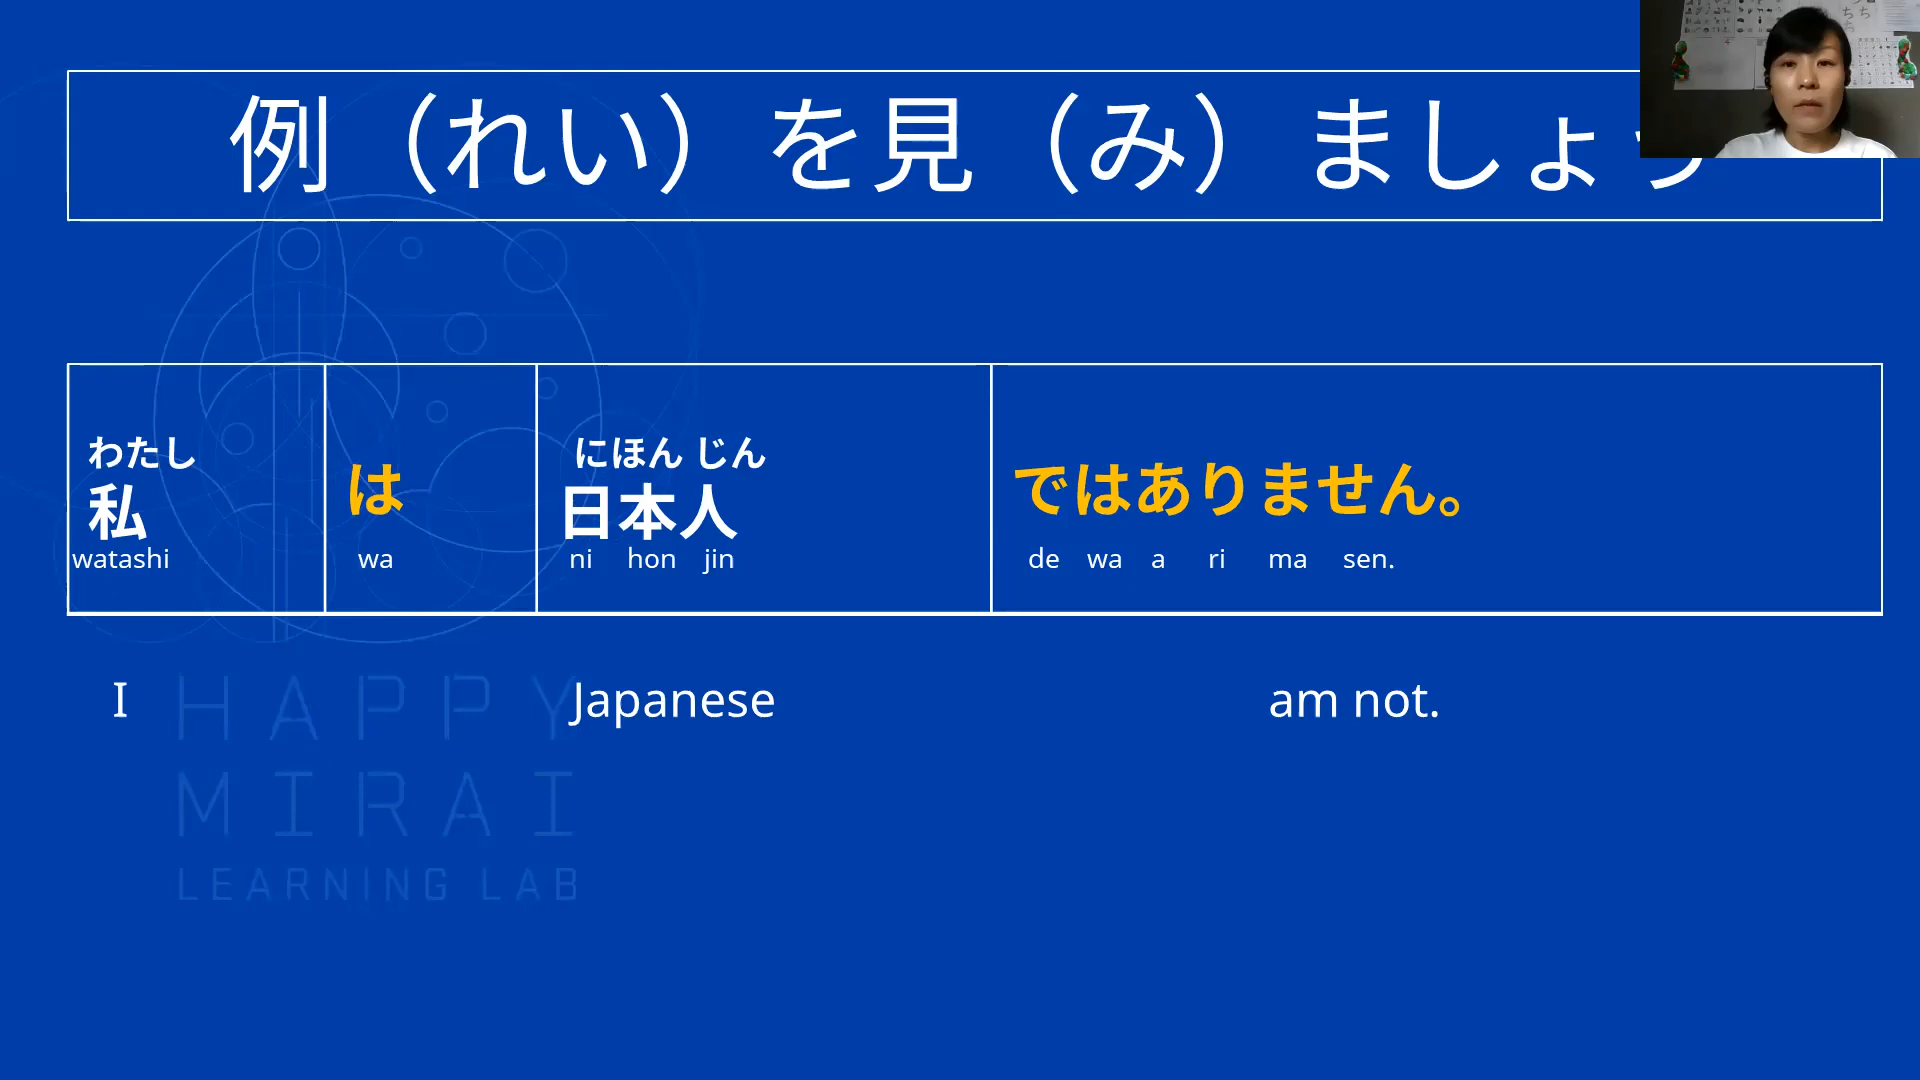 例（れい）を見（み）ましょう
わたし
私
watashi
は
wa
にほん じん
日本人
ni hon jin
ではありません。
de wa a ri ma sen.
I Japanese am not.
HAPPY
MIRAI
LEARNING LAB